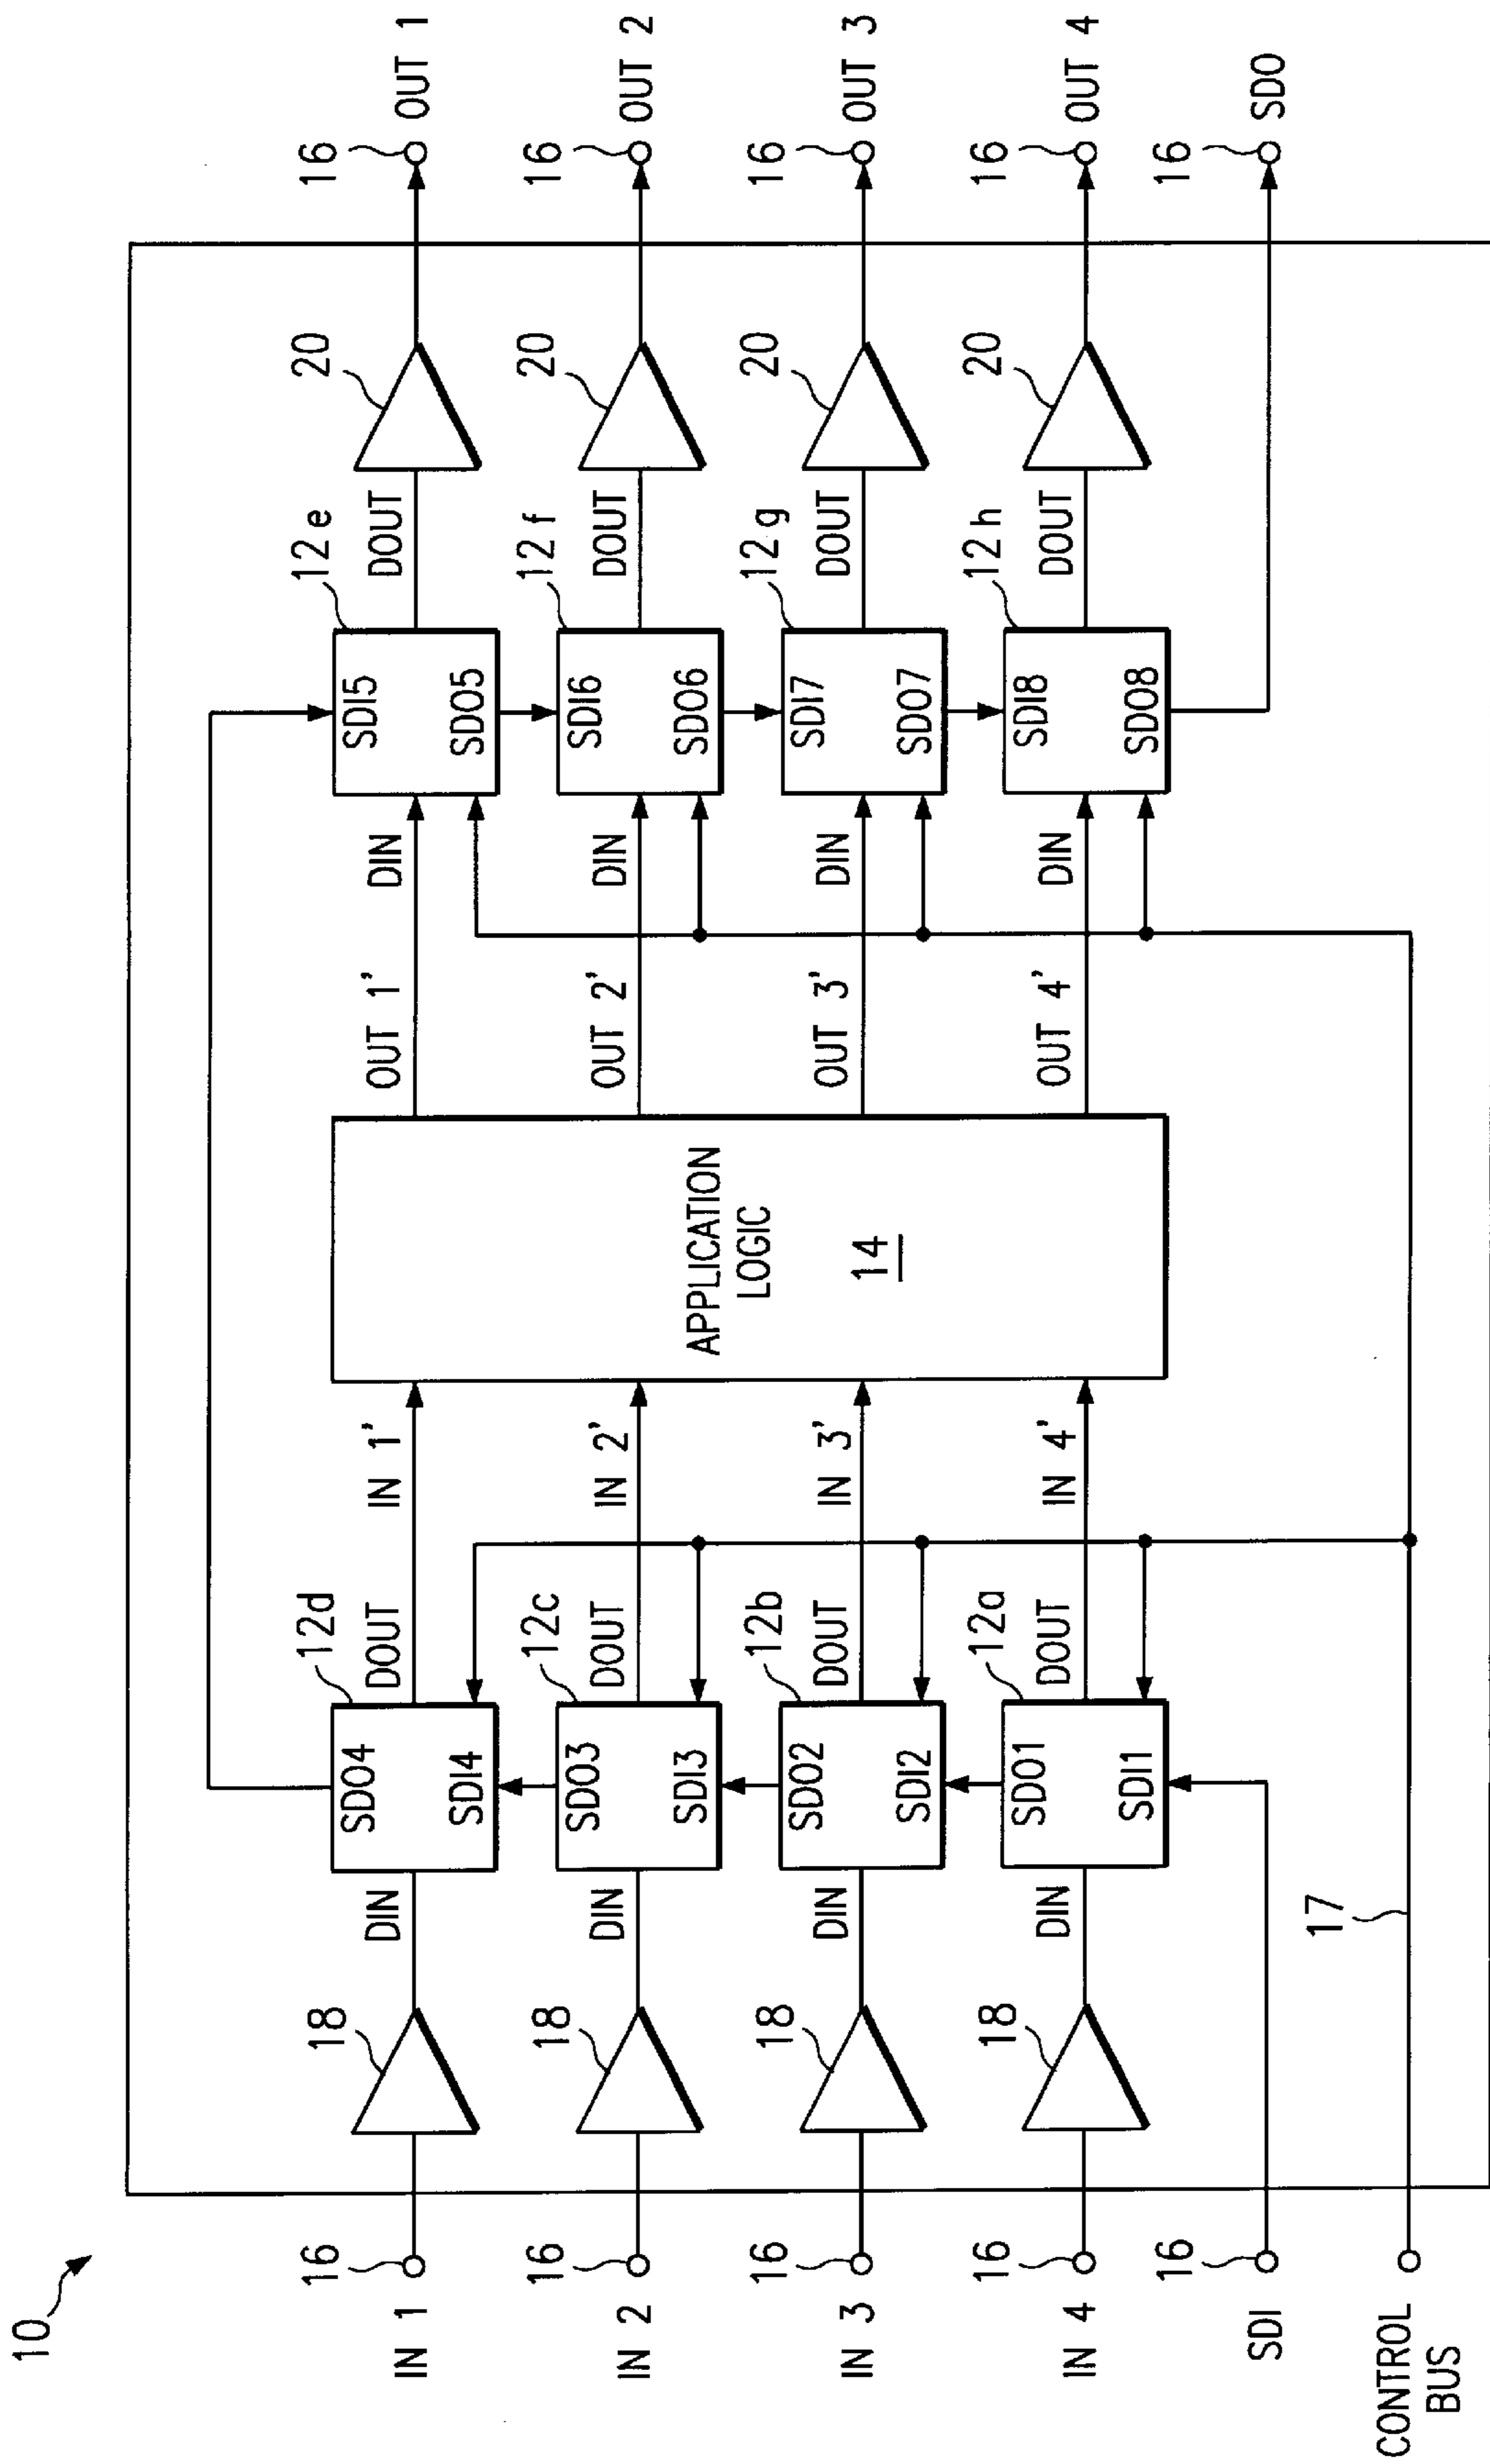 10
16
IN 1
16
IN 2
16
IN 3
16
IN 4
16
SDI
CONTROL
BUS
17
18
18
18
18
DIN
DIN
DIN
DIN
12d
SDO4
SDI4
DOUT
12c
SDO3
SDI3
DOUT
12b
SDO2
SDI2
DOUT
12a
SDO1
SDI1
DOUT
IN 1'
IN 2'
IN 3'
IN 4'
APPLICATION
LOGIC
14
OUT 1'
OUT 2'
OUT 3'
OUT 4'
DIN
DIN
DIN
DIN
12e
SDI5
SDO5
DOUT
12f
SDI6
SDO6
DOUT
12g
SDI7
SDO7
DOUT
12h
SDI8
SDO8
DOUT
20
20
20
20
16
OUT 1
16
OUT 2
16
OUT 3
16
OUT 4
16
SDO